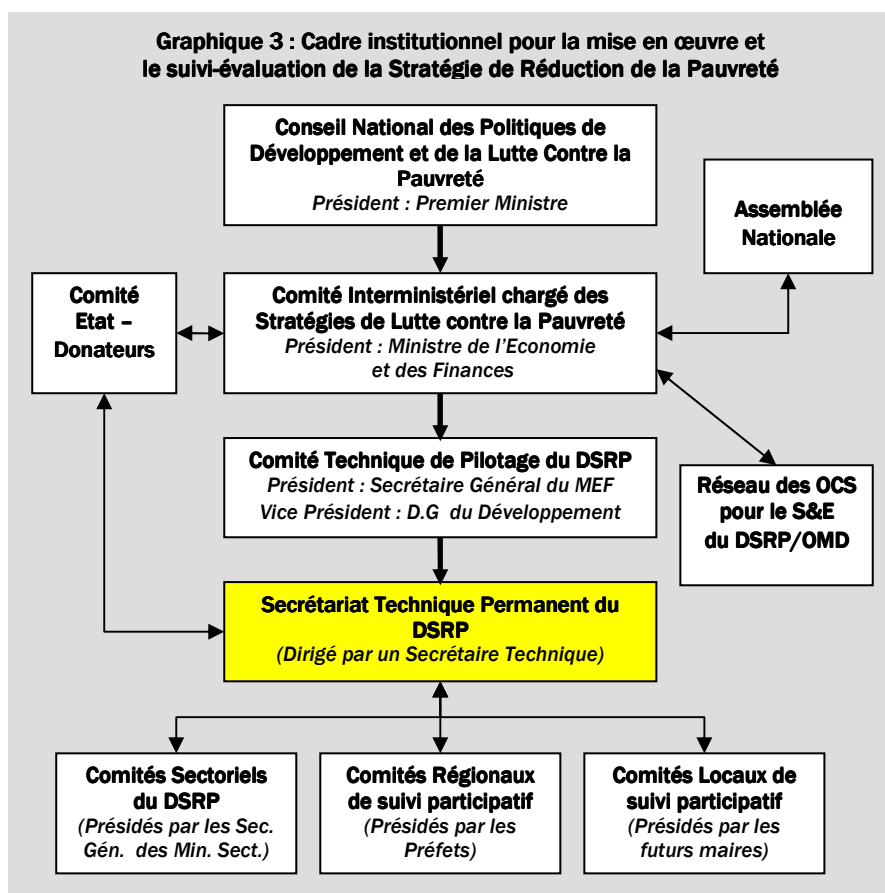 Graphique 3 : Cadre institutionnel pour la mise en œuvre et
le suivi-évaluation de la Stratégie de Réduction de la Pauvreté
Conseil National des Politiques de
Développement et de la Lutte Contre la
Pauvreté
Président : Premier Ministre
Assemblée
Nationale
Comité
Etat –
Donateurs
Comité Interministériel chargé des
Stratégies de Lutte contre la Pauvreté
Président : Ministre de l'Economie
et des Finances
Comité Technique de Pilotage du DSRP
Président : Secrétaire Général du MEF
Vice Président : D.G du Développement
Réseau des OCS
pour le S&E
du DSRP/OMD
Secrétariat Technique Permanent du
DSRP
(Dirigé par un Secrétaire Technique)
Comités Sectoriels
du DSRP
(Présidés par les Sec.
Gén. des Min. Sect.)
Comités Régionaux
de suivi participatif
(Présidés par les
Préfets)
Comités Locaux de
suivi participatif
(Présidés par les
futurs maires)